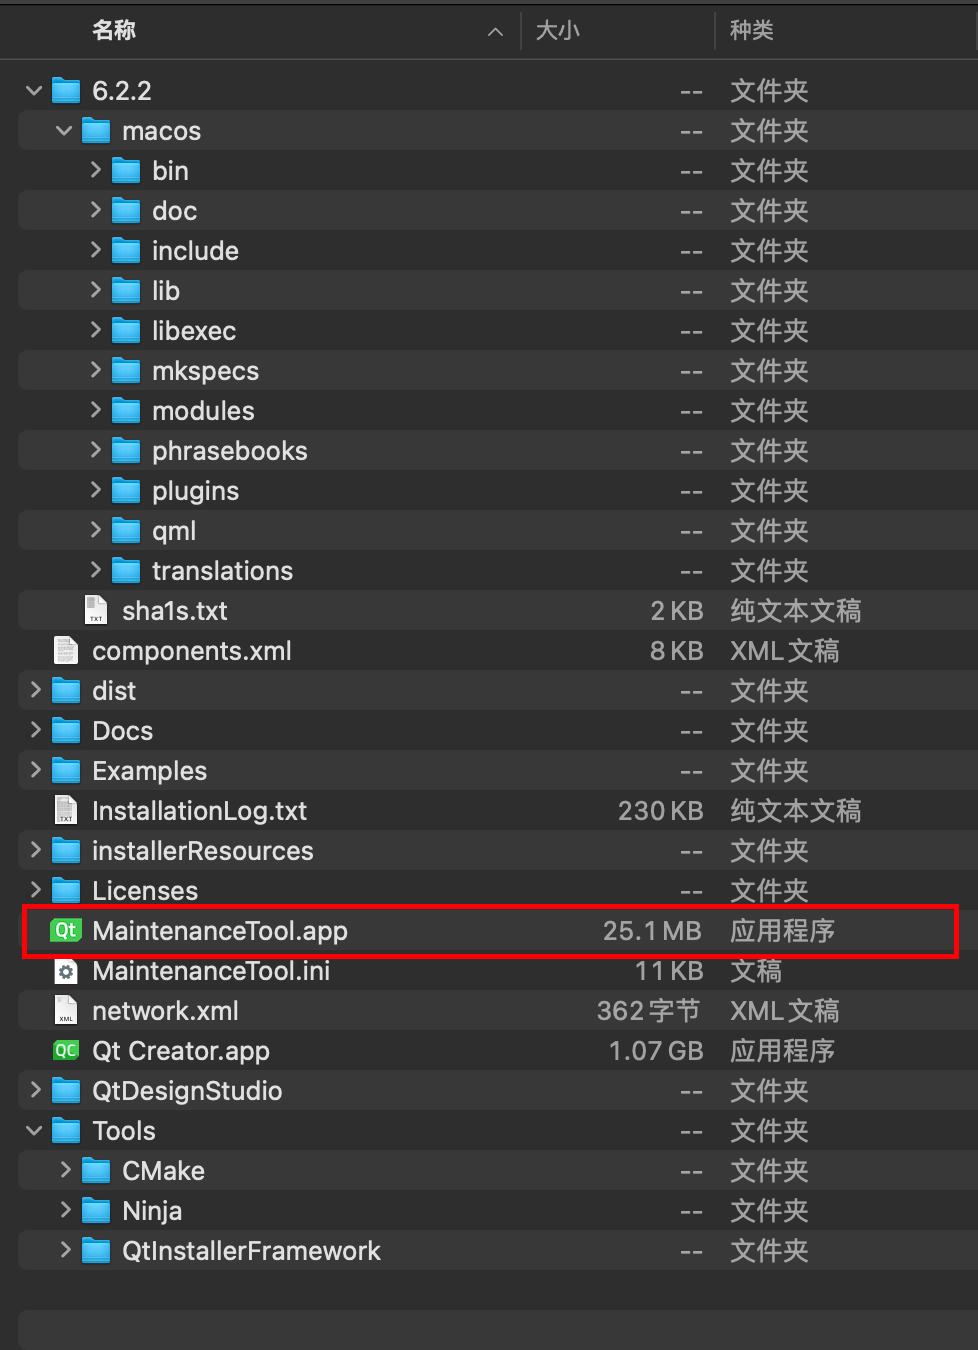 名称 大小 种类
6.2.2 -- 文件夹
macos -- 文件夹
bin -- 文件夹
doc -- 文件夹
include -- 文件夹
lib -- 文件夹
libexec -- 文件夹
mkspecs -- 文件夹
modules -- 文件夹
phrasebooks -- 文件夹
plugins -- 文件夹
qml -- 文件夹
translations -- 文件夹
TXT sha1s.txt 2 KB 纯文本文稿
components.xml 8 KB XML文稿
dist -- 文件夹
Docs -- 文件夹
Examples -- 文件夹
TXT InstallationLog.txt 230 KB 纯文本文稿
installerResources -- 文件夹
Licenses -- 文件夹
Qt MaintenanceTool.app 25.1 MB 应用程序
MaintenanceTool.ini 11 KB 文稿
XML network.xml 362字节 XML文稿
QC Qt Creator.app 1.07 GB 应用程序
QtDesignStudio -- 文件夹
Tools -- 文件夹
CMake -- 文件夹
Ninja -- 文件夹
QtInstallerFramework -- 文件夹